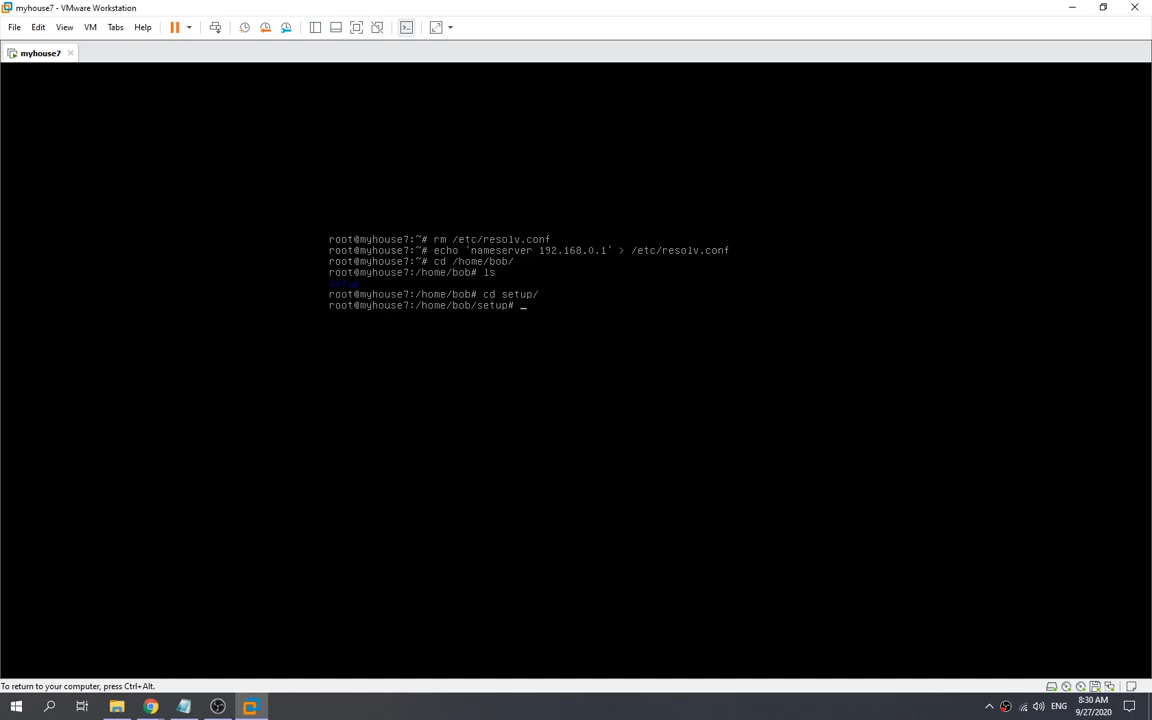 myhouse7 - VMware Workstation
File Edit View VM Tabs Help
myhouse7
root@myhouse7:~# rm /etc/resolv.conf
root@myhouse7:~# echo 'nameserver 192.168.0.1' > /etc/resolv.conf
root@myhouse7:~# cd /home/bob/
root@myhouse7:/home/bob# ls
setup
root@myhouse7:/home/bob# cd setup/
root@myhouse7:/home/bob/setup# _
To return to your computer, press Ctrl+Alt.
ENG
8:30 AM
9/27/2020